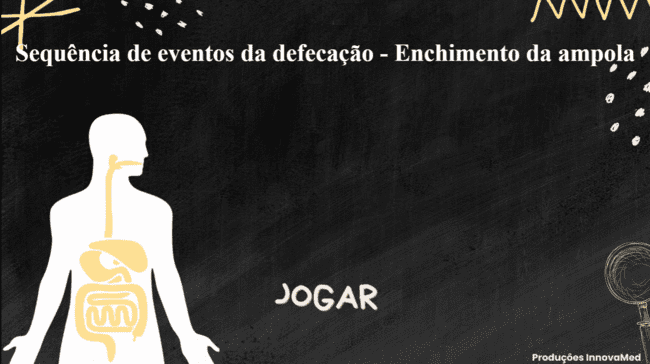 Sequência de eventos da defecação - Enchimento da ampola
JOGAR
Produções InnovaMed